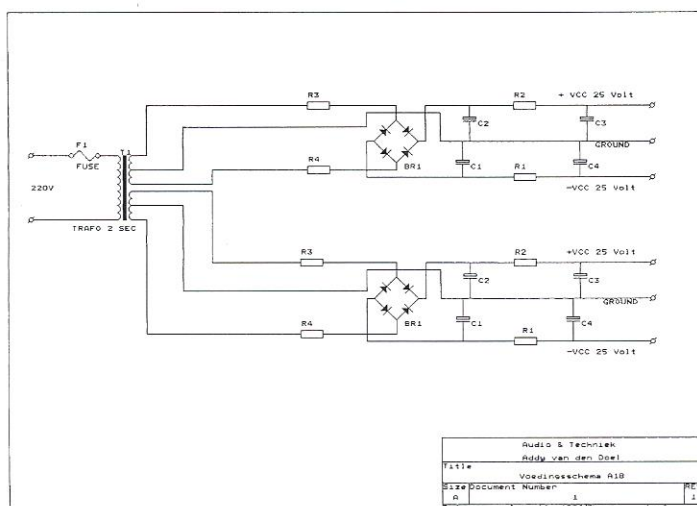 R3
R2
+ VCC 25 Volt
C2
C3
F1
T1
GROUND
FUSE
R4
BR1
C1
R1
C4
220V
-VCC 25 Volt
TRAFO 2 SEC
R3
R2
+VCC 25 Volt
C2
C3
GROUND
R4
BR1
C1
R1
C4
-VCC 25 Volt
Audio & Techniek
Addy van den Doel
Title
Voedingsschema A18
Size Document Number
A 1